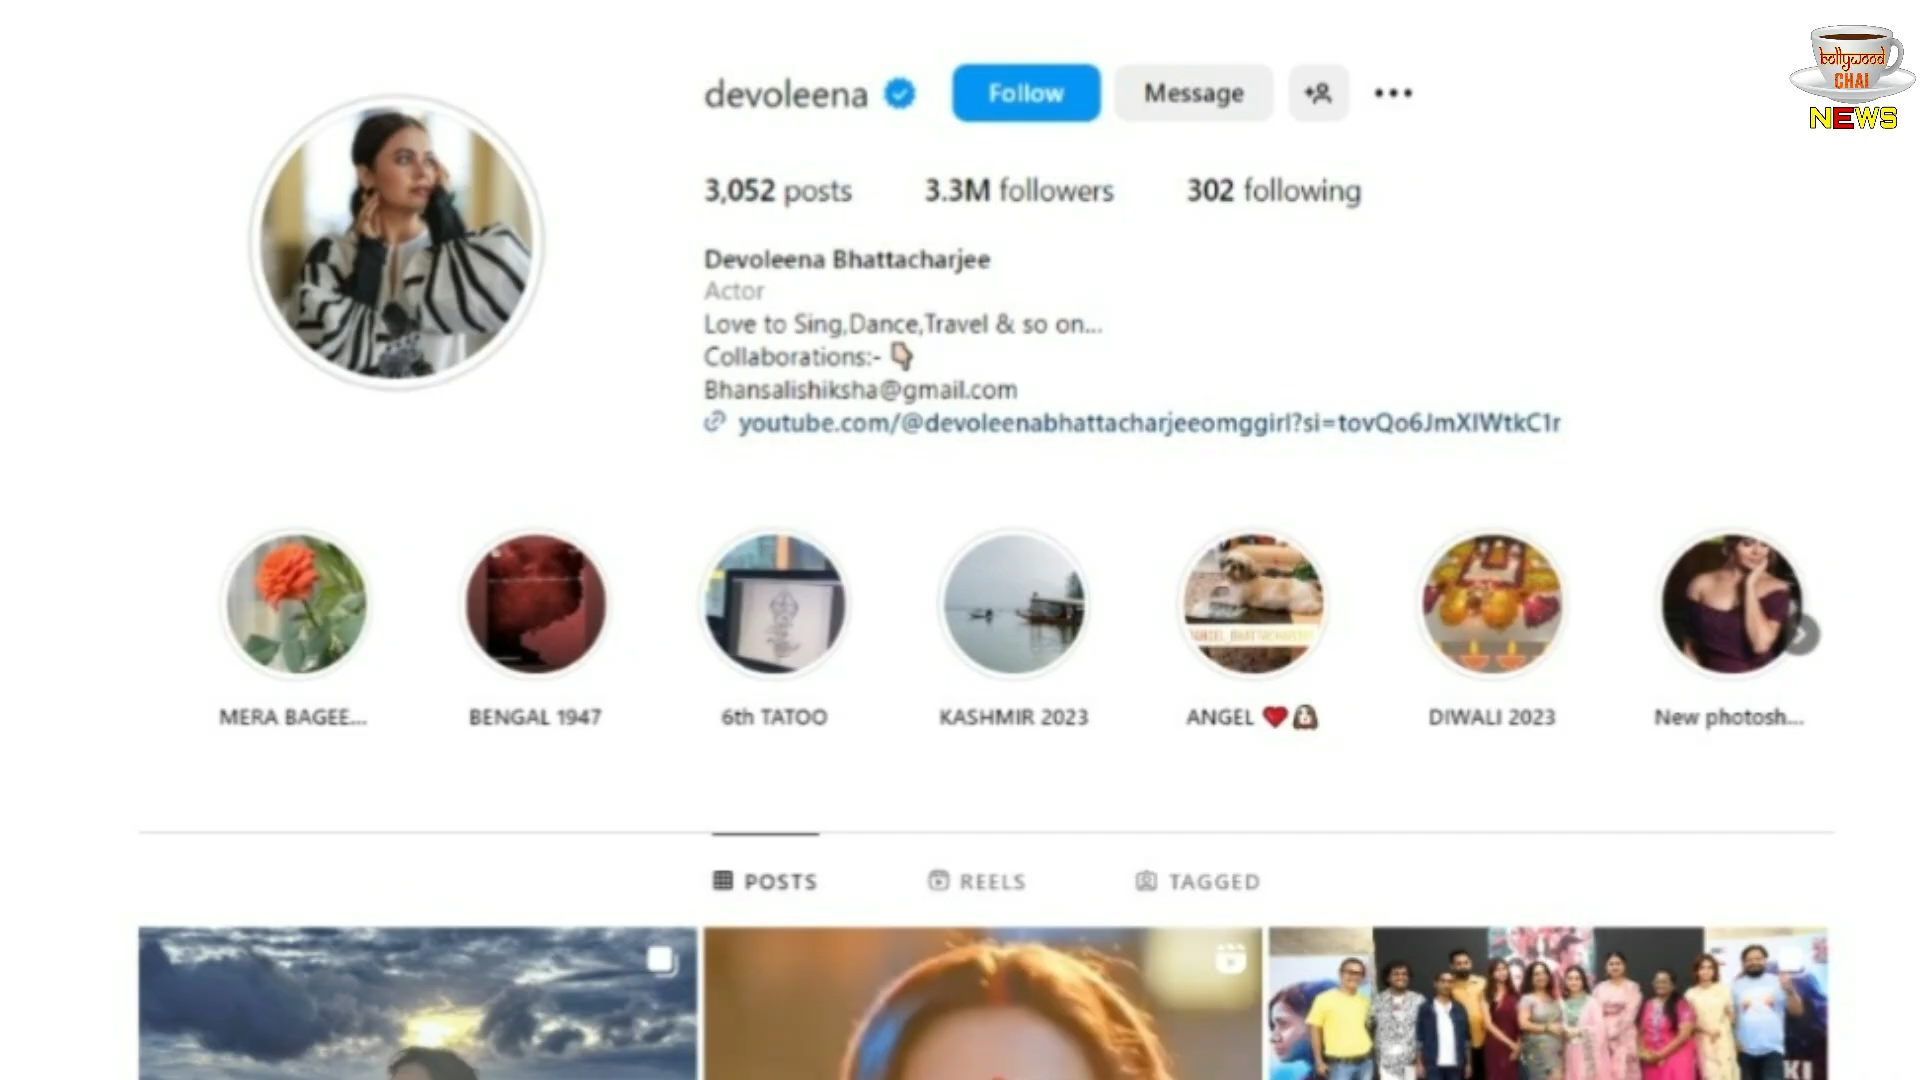 devoleena
Follow
Message
bollywood
CHAI
NEWS
3,052 posts
3.3M followers
302 following
Devoleena Bhattacharjee
Actor
Love to Sing,Dance,Travel & so on...
Collaborations:-
Bhansalishiksha@gmail.com
youtube.com/@devoleenabhattacharjeeomggirl?si=tovQo6JmXIWtkC1r
MERA BAGEE...
BENGAL 1947
6th TATOO
KASHMIR 2023
ANGEL
DIWALI 2023
New photosh...
POSTS
REELS
TAGGED